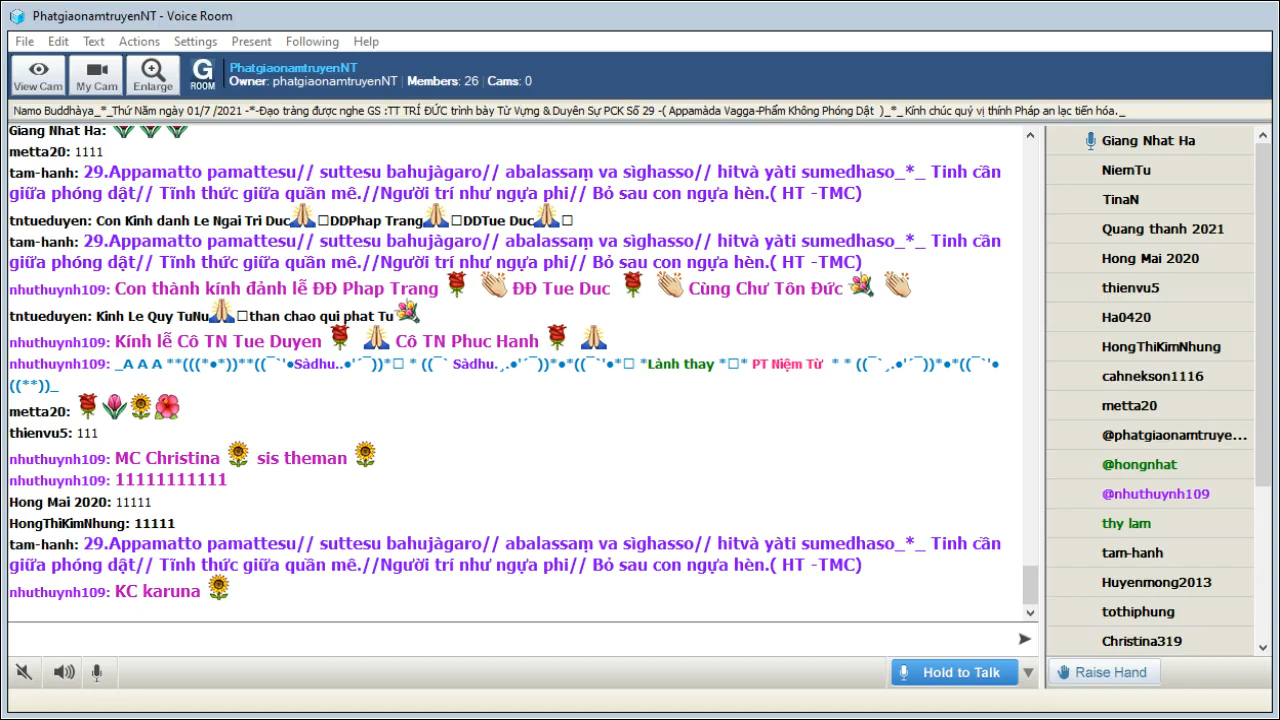 PhatgiaonamtruyenNT - Voice Room
File Edit Text Actions Settings Present Following Help
View Cam My Cam Enlarge G ROOM
PhatgiaonamtruyenNT
Owner: phatgiaonamtruyenNT | Members: 26 | Cams: 0
Namo Buddhàya_*_Thứ Năm ngày 01/7 /2021 -*-Đạo tràng được nghe GS :TT TRÍ ĐỨC trình bày Từ Vựng & Duyên Sự PCK Số 29 -( Appamàda Vagga-Phẩm Không Phóng Dật )_*_Kính chúc quý vị thính Pháp an lạc tiến hóa._
Giang Nhat Ha:
metta20: 1111
tam-hanh: 29.Appamatto pamattesu// suttesu bahujàgaro// abalassaṃ va sìghasso// hitvà yàti sumedhaso_*_ Tinh cần
giữa phóng dật// Tĩnh thức giữa quần mê.//Người trí như ngựa phi// Bỏ sau con ngựa hèn.( HT -TMC)
tntueduyen: Con Kinh danh Le Ngai Tri Duc🙏□DDPhap Trang🙏□DDTue Duc🙏□
tam-hanh: 29.Appamatto pamattesu// suttesu bahujàgaro// abalassaṃ va sìghasso// hitvà yàti sumedhaso_*_ Tinh cần
giữa phóng dật// Tĩnh thức giữa quần mê.//Người trí như ngựa phi// Bỏ sau con ngựa hèn.( HT -TMC)
nhuthuynh109: Con thành kính đảnh lễ ĐĐ Phap Trang 🌹 👏 ĐĐ Tue Duc 🌹 👏 Cùng Chư Tôn Đức 💐 👏
tntueduyen: Kinh Le Quy TuNu🙏□than chao qui phat Tu💐
nhuthuynh109: Kính lễ Cô TN Tue Duyen 🌹 🙏 Cô TN Phuc Hanh 🌹 🙏
nhuthuynh109: _A A A **(((*●*))**((¯`'●Sàdhu..●'´¯))*□ * ((¯` Sàdhu.¸.●'´¯))*●*((¯`'●*□ *Lành thay *□* PT Niệm Từ * * ((¯`¸.●'´¯))*●*((¯`'●
((**))_
metta20: 🌹🌷🌻🌺
thienvu5: 111
nhuthuynh109: MC Christina 🌻 sis theman 🌻
nhuthuynh109: 11111111111
Hong Mai 2020: 11111
HongThiKimNhung: 11111
tam-hanh: 29.Appamatto pamattesu// suttesu bahujàgaro// abalassaṃ va sìghasso// hitvà yàti sumedhaso_*_ Tinh cần
giữa phóng dật// Tĩnh thức giữa quần mê.//Người trí như ngựa phi// Bỏ sau con ngựa hèn.( HT -TMC)
nhuthuynh109: KC karuna 🌻
Hold to Talk
Giang Nhat Ha
NiemTu
TinaN
Quang thanh 2021
Hong Mai 2020
thienvu5
Ha0420
HongThiKimNhung
cahnekson1116
metta20
@phatgiaonamtruye...
@hongnhat
@nhuthuynh109
thy lam
tam-hanh
Huyenmong2013
tothiphung
Christina319
Raise Hand